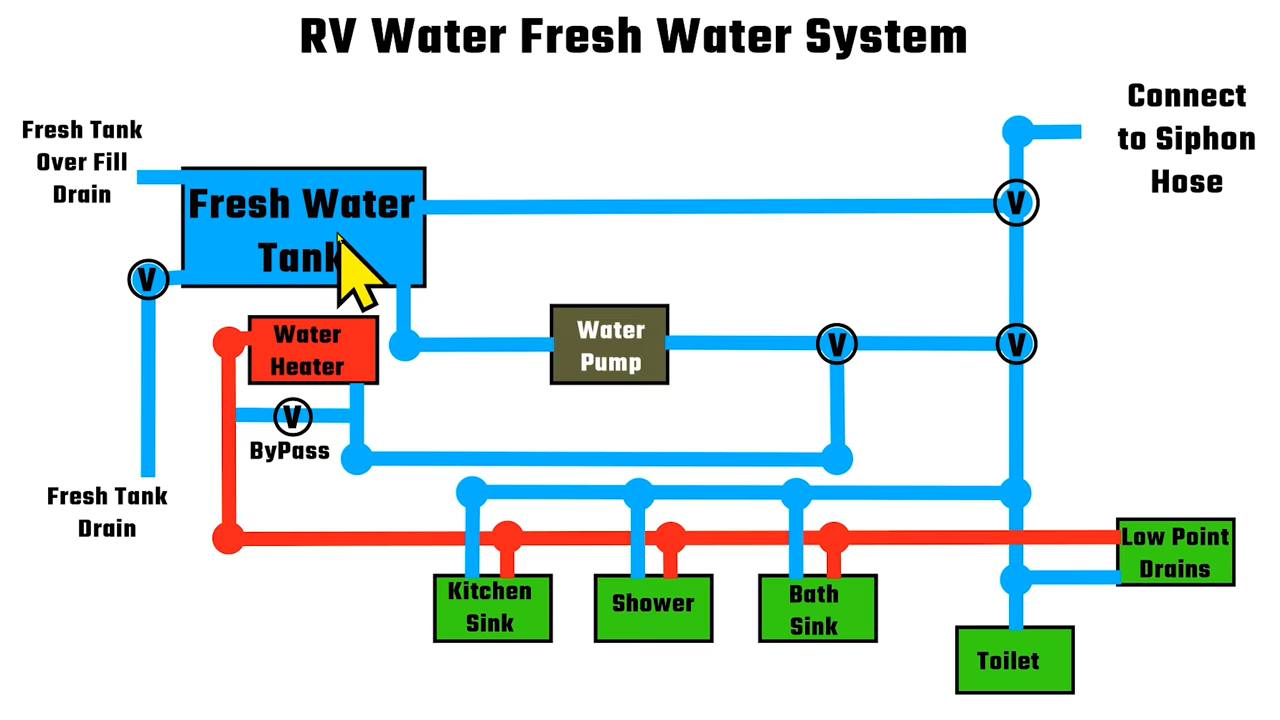 RV Water Fresh Water System
Connect
to Siphon
Hose
Fresh Tank
Over Fill
Drain
Fresh Water
Tank
V
V
Water
Heater
Water
Pump
V
V
V
ByPass
Fresh Tank
Drain
Low Point
Drains
Kitchen
Sink
Shower
Bath
Sink
Toilet